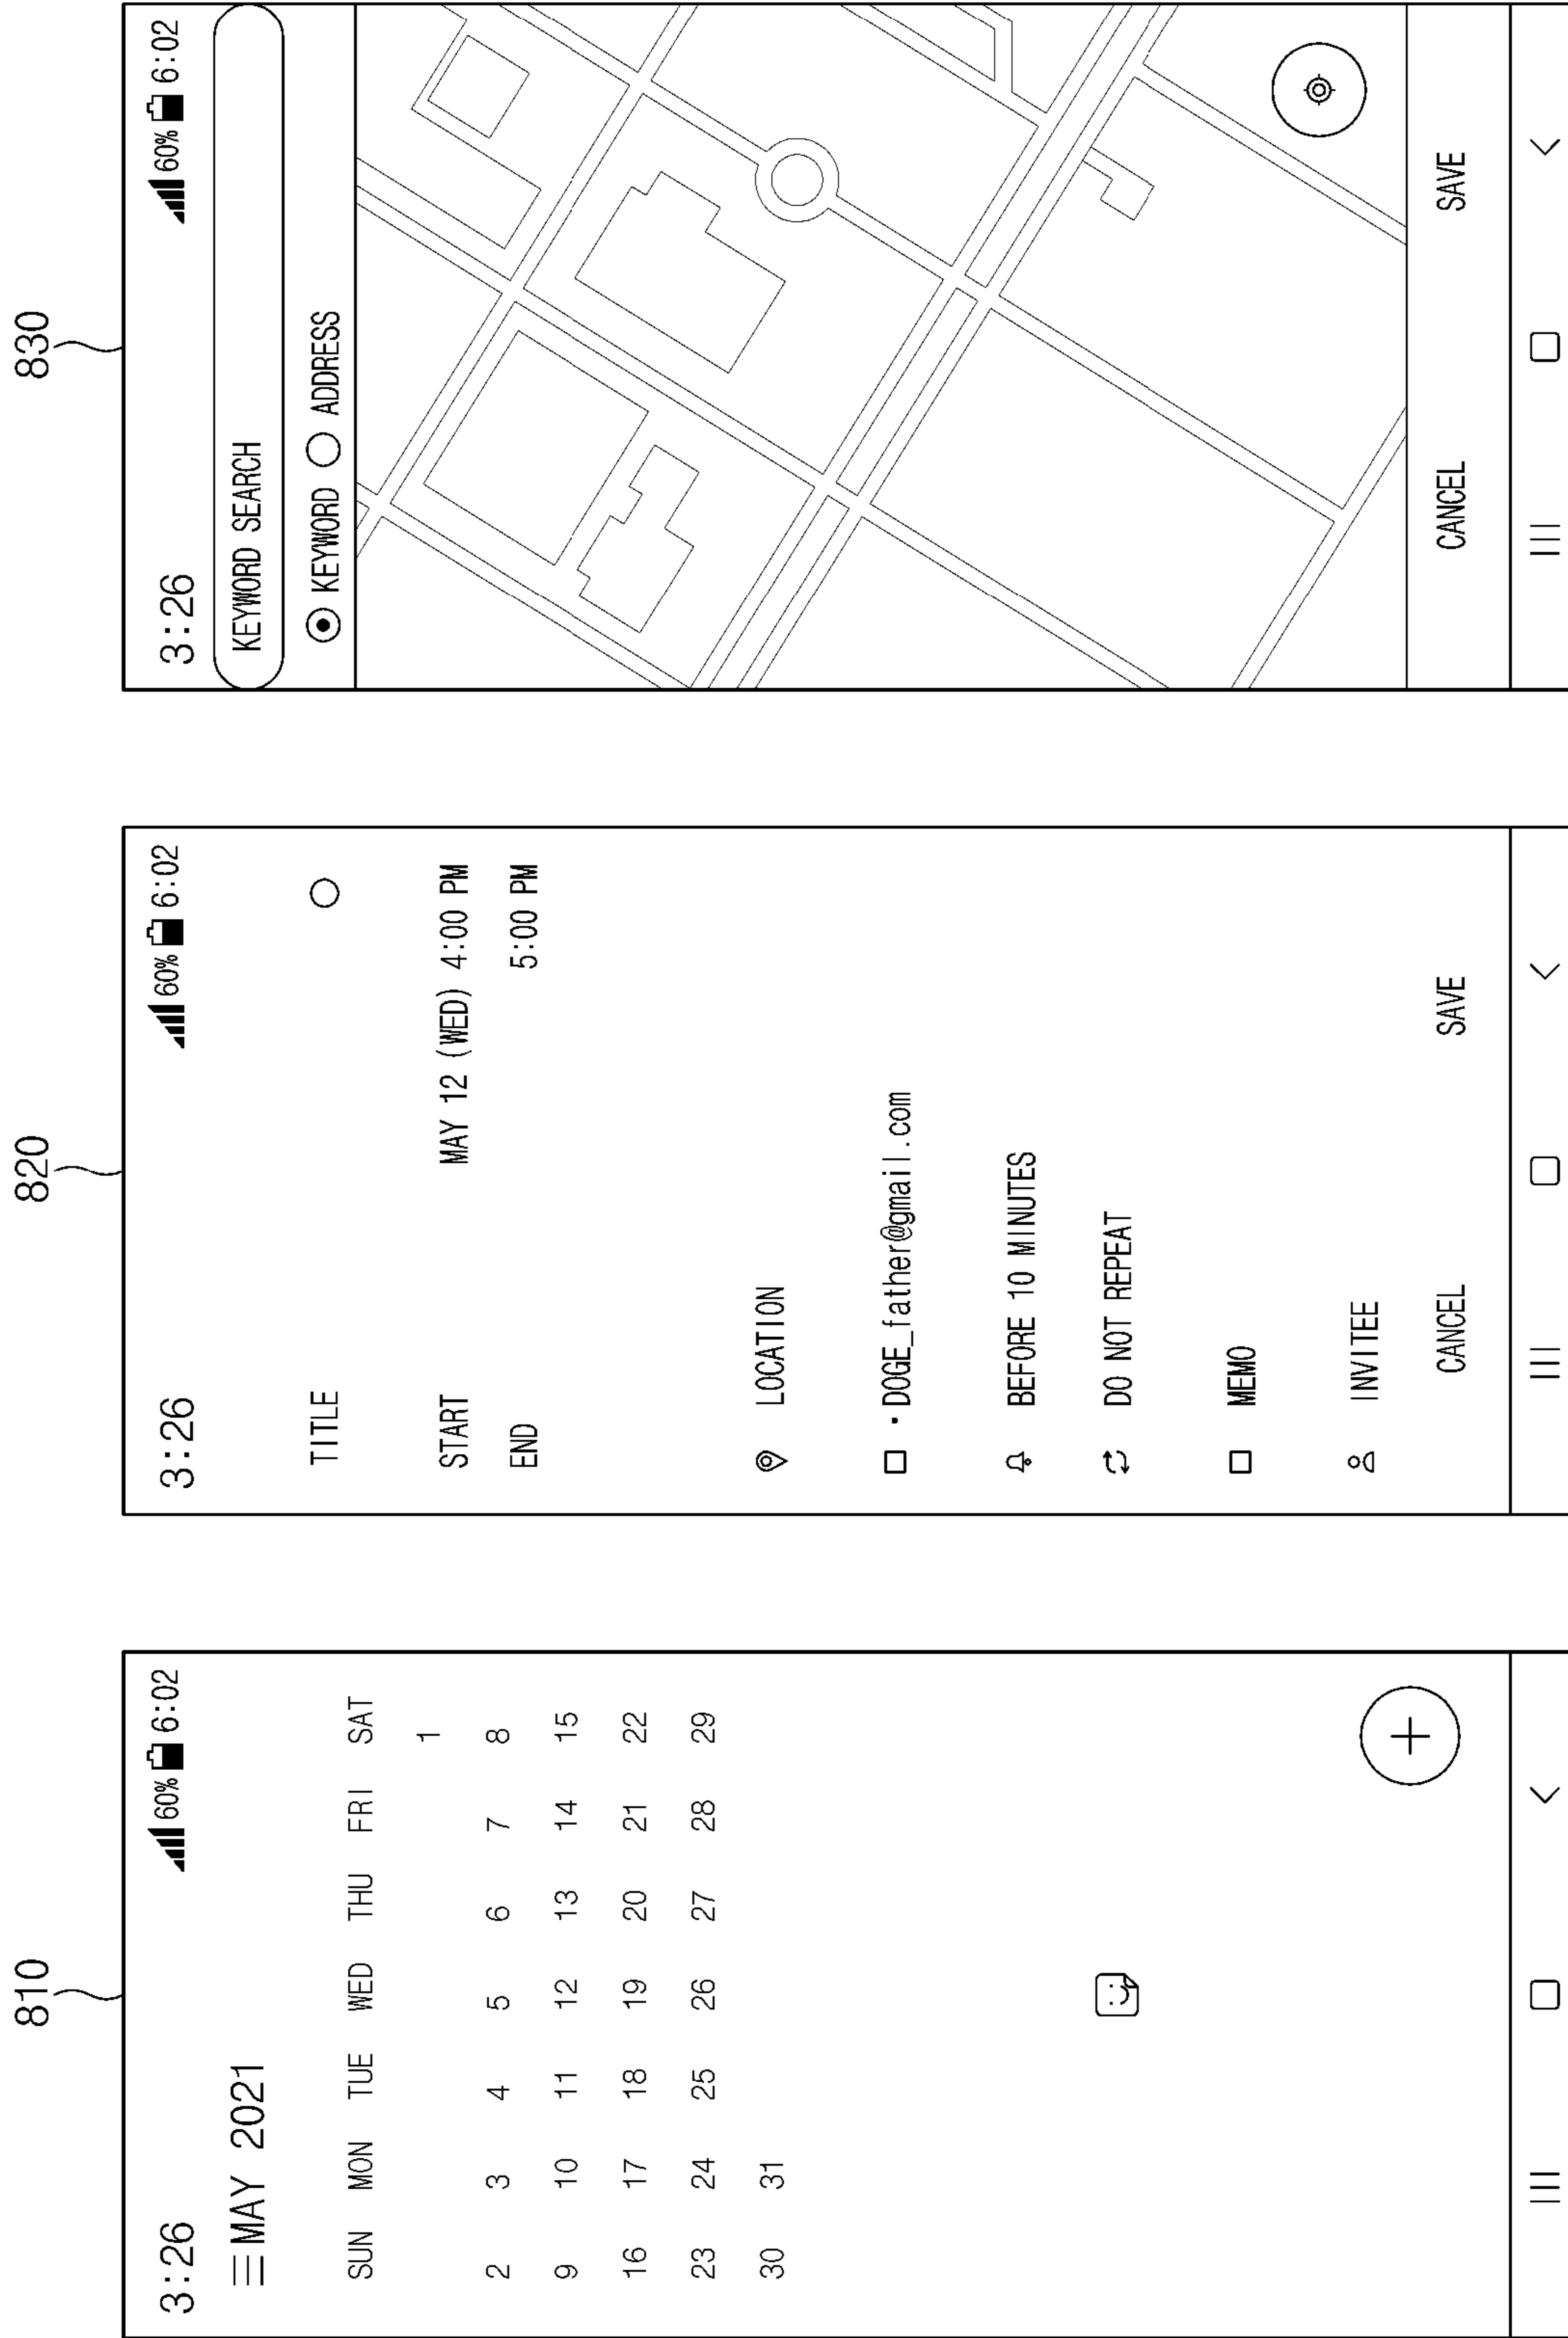 810
3:26 60% 6:02
MAY 2021
SUN MON TUE WED THU FRI SAT
1
2 3 4 5 6 7 8
9 10 11 12 13 14 15
16 17 18 19 20 21 22
23 24 25 26 27 28 29
30 31
820
3:26 60% 6:02
TITLE
START MAY 12 (WED) 4:00 PM
END 5:00 PM
LOCATION
·DOGE_father@gmail.com
BEFORE 10 MINUTES
DO NOT REPEAT
MEMO
INVITEE
CANCEL SAVE
830
3:26 60% 6:02
KEYWORD SEARCH
KEYWORD ADDRESS
CANCEL SAVE